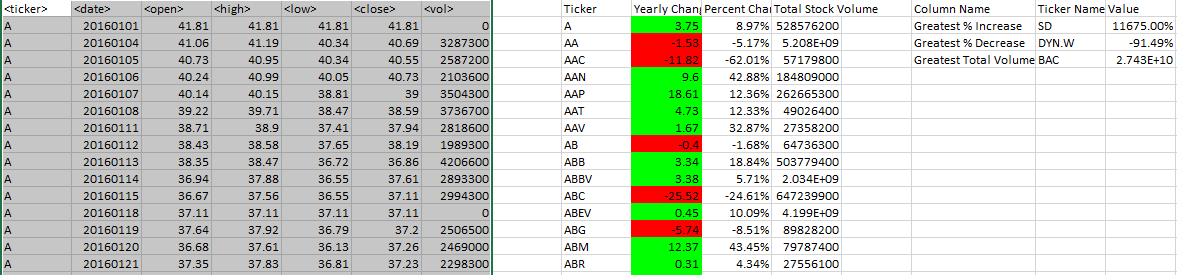 <ticker> <date> <open> <high> <low> <close> <vol> Ticker Yearly Chang Percent Chan Total Stock Volume Column Name Ticker Name Value
A 20160101 41.81 41.81 41.81 41.81 0 A 3.75 8.97% 528576200 Greatest % Increase SD 11675.00%
A 20160104 41.06 41.19 40.34 40.69 3287300 AA -1.53 -5.17% 5.208E+09 Greatest % Decrease DYN.W -91.49%
A 20160105 40.73 40.95 40.34 40.55 2587200 AAC -11.82 -62.01% 57179800 Greatest Total Volume BAC 2.743E+10
A 20160106 40.24 40.99 40.05 40.73 2103600 AAN 9.6 42.88% 184809000
A 20160107 40.14 40.15 38.81 39 3504300 AAP 18.61 12.36% 262665300
A 20160108 39.22 39.71 38.47 38.59 3736700 AAT 4.73 12.33% 49026400
A 20160111 38.71 38.9 37.41 37.94 2818600 AAV 1.67 32.87% 27358200
A 20160112 38.43 38.58 37.65 38.19 1989300 AB -0.4 -1.68% 64736300
A 20160113 38.35 38.47 36.72 36.86 4206600 ABB 3.34 18.84% 503779400
A 20160114 36.94 37.88 36.55 37.61 2893300 ABBV 3.38 5.71% 2.034E+09
A 20160115 36.67 37.56 36.55 37.11 2994300 ABC -25.52 -24.61% 647239900
A 20160118 37.11 37.11 37.11 37.11 0 ABEV 0.45 10.09% 4.199E+09
A 20160119 37.64 37.92 36.79 37.2 2506500 ABG -5.74 -8.51% 89828200
A 20160120 36.68 37.61 36.13 37.26 2469000 ABM 12.37 43.45% 79787400
A 20160121 37.35 37.83 36.81 37.23 2298300 ABR 0.31 4.34% 27556100